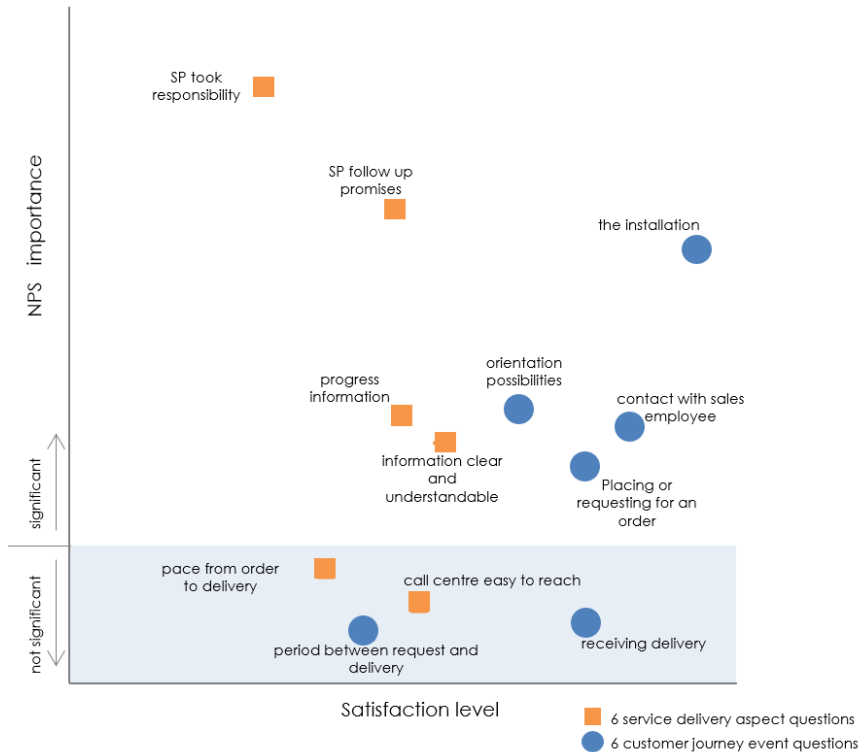 SP took
responsibility
SP follow up
promises
the installation
NPS importance
orientation
possibilities
progress
information
contact with sales
employee
information clear
and
understandable
Placing or
requesting for an
order
significant
pace from order
to delivery
call centre easy to reach
not significant
period between request and
delivery
receiving delivery
Satisfaction level
6 service delivery aspect questions
6 customer journey event questions